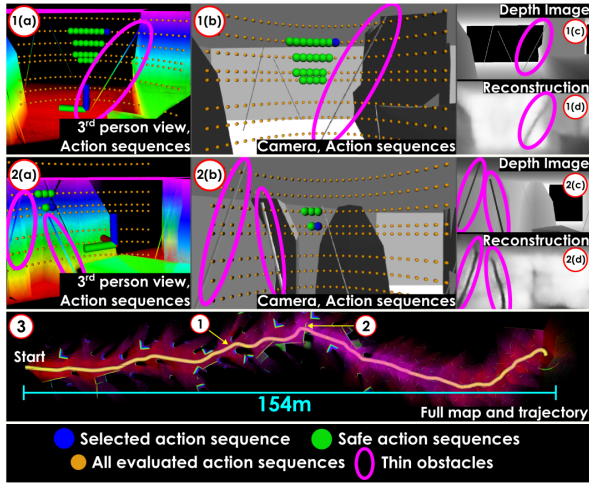 1(a)
3rd person view,
Action sequences
1(b)
Camera, Action sequences
Depth Image
1(c)
Reconstruction
1(d)
2(a)
3rd person view,
Action sequences
2(b)
Camera, Action sequences
Depth Image
2(c)
Reconstruction
2(d)
3
1
2
Start
154m
Full map and trajectory
Selected action sequence
Safe action sequences
All evaluated action sequences
Thin obstacles